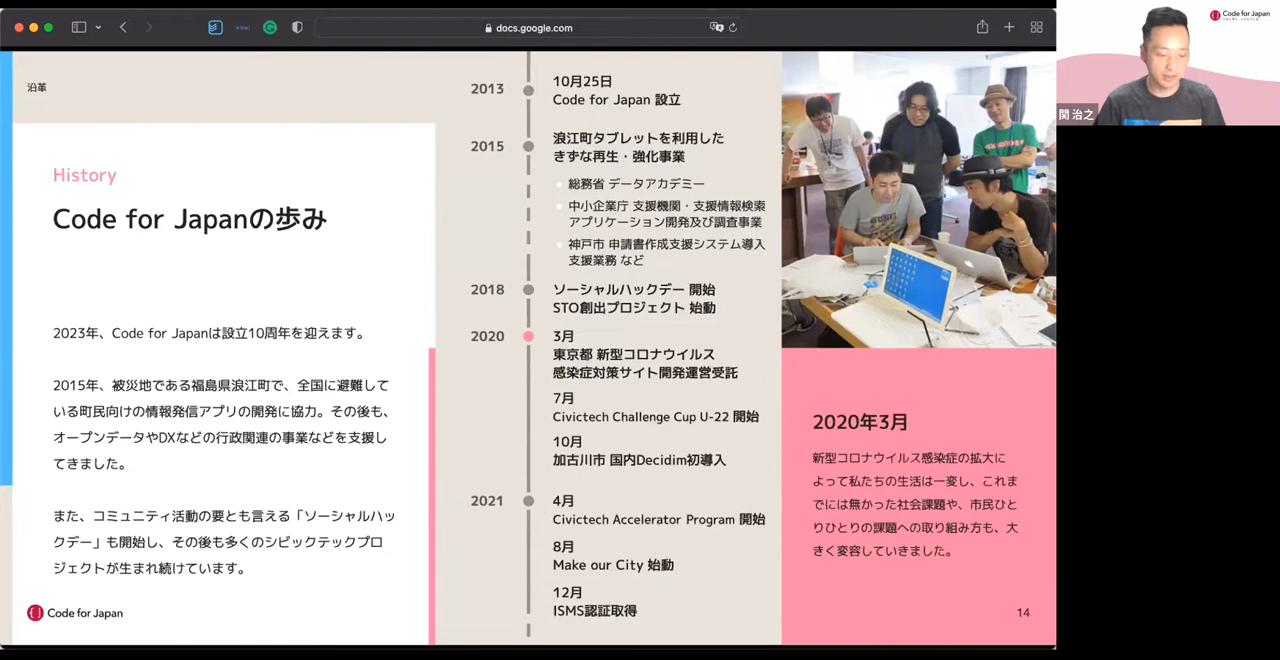 docs.google.com
沿革
History
Code for Japanの歩み
2023年、Code for Japanは設立10周年を迎えます。
2015年、被災地である福島県浪江町で、全国に避難して
いる町民向けの情報発信アプリの開発に協力。その後も、
オープンデータやDXなどの行政関連の事業などを支援し
てきました。
また、コミュニティ活動の要とも言える「ソーシャルハッ
クデー」も開始し、その後も多くのシビックテックプロ
ジェクトが生まれ続けています。
Code for Japan
2013
10月25日
Code for Japan 設立
2015
浪江町タブレットを利用した
きずな再生・強化事業
総務省 データアカデミー
中小企業庁 支援機関・支援情報検索
アプリケーション開発及び調査事業
神戸市 申請書作成支援システム導入
支援業務 など
2018
ソーシャルハックデー 開始
STO創出プロジェクト 始動
2020
3月
東京都 新型コロナウイルス
感染症対策サイト開発運営受託
7月
Civictech Challenge Cup U-22 開始
10月
加古川市 国内Decidim初導入
2021
4月
Civictech Accelerator Program 開始
8月
Make our City 始動
12月
ISMS認証取得
2020年3月
新型コロナウイルス感染症の拡大に
よって私たちの生活は一変し、これま
でには無かった社会課題や、市民ひと
りひとりの課題への取り組み方も、大
きく変容していきました。
14
Code for Japan
関 治之